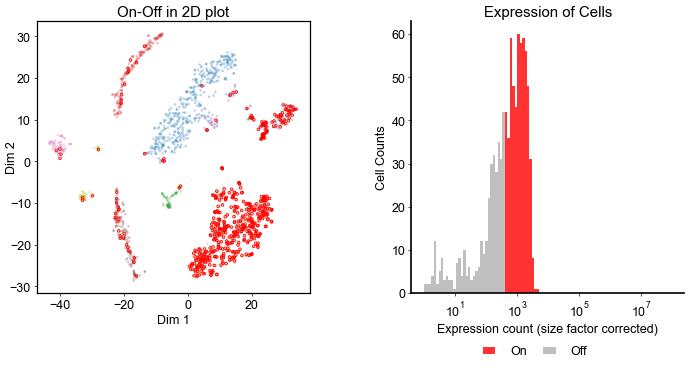 On-Off in 2D plot
Dim 2
30
20
10
0
−10
−20
−30
−40
−20
0
20
Dim 1
Expression of Cells
Cell Counts
60
50
40
30
20
10
0
10^1
10^3
10^5
10^7
Expression count (size factor corrected)
On
Off